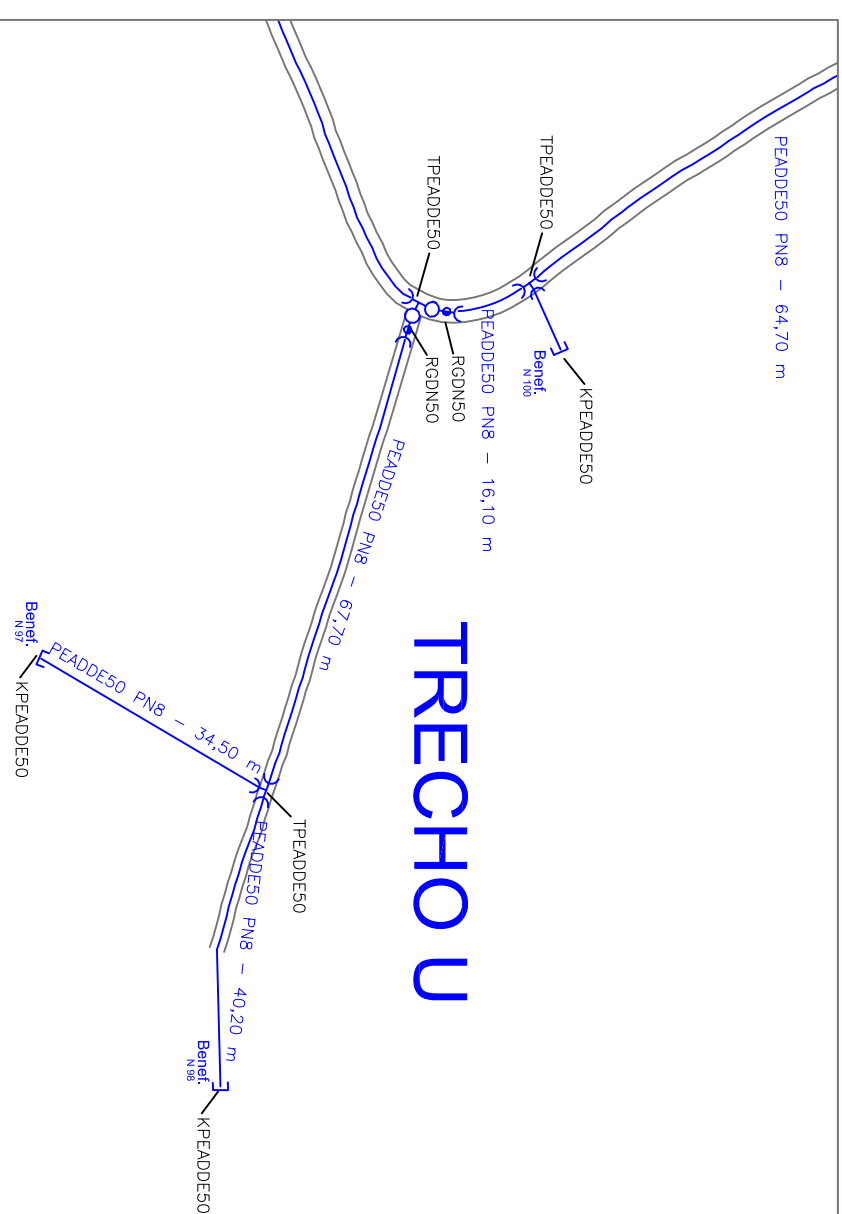 PEADDE50 PN8 - 64,70 m
TPEADDE50
KPEADDE50
Benef.
N 100
TPEADDE50
PEADDE50 PN8 - 16,10 m
RGDN50
RGDN50
TRECHO U
PEADDE50 PN8 - 67,70 m
TPEADDE50
PEADDE50 PN8 - 34,50 m
Benef.
N 97
KPEADDE50
PEADDE50 PN8 - 40,20 m
Benef.
N 98
KPEADDE50